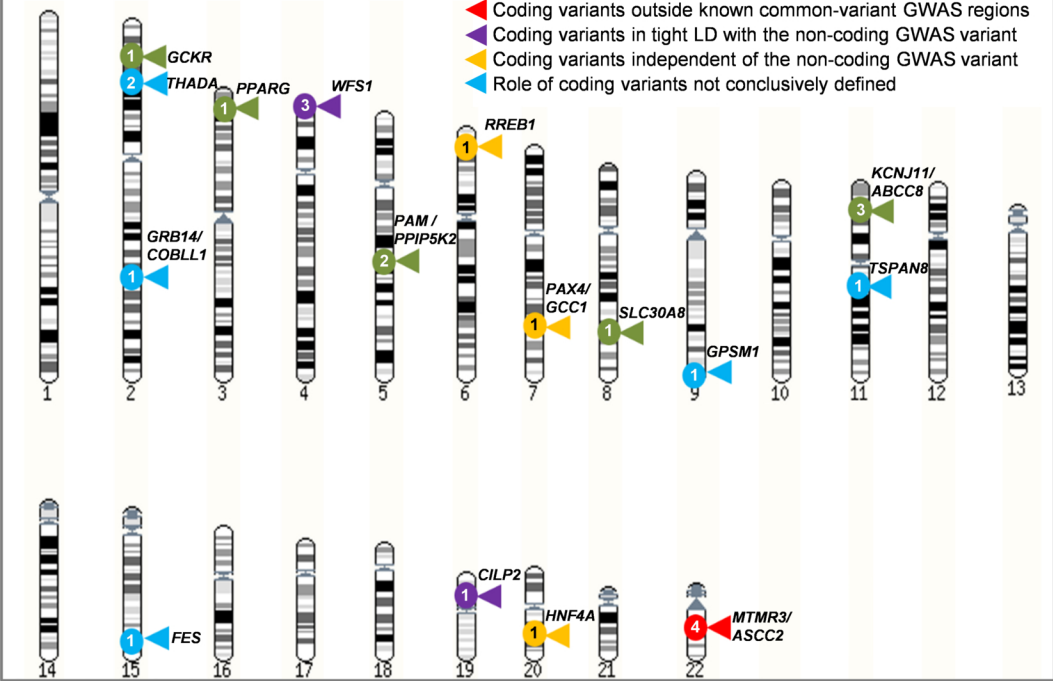 Coding variants outside known common-variant GWAS regions
Coding variants in tight LD with the non-coding GWAS variant
Coding variants independent of the non-coding GWAS variant
Role of coding variants not conclusively defined
1 GCKR
2 THADA
1 PPARG
3 WFS1
1 RREB1
KCNJ11/
ABCC8
3
GRB14/
COBLL1
1
PAM /
PPIP5K2
2
PAX4/
GCC1
1
SLC30A8
1
TSPAN8
1
GPSM1
1
1 2 3 4 5 6 7 8 9 10 11 12 13
CILP2
1
HNF4A
1
MTMR3/
ASCC2
4
1 FES
14 15 16 17 18 19 20 21 22